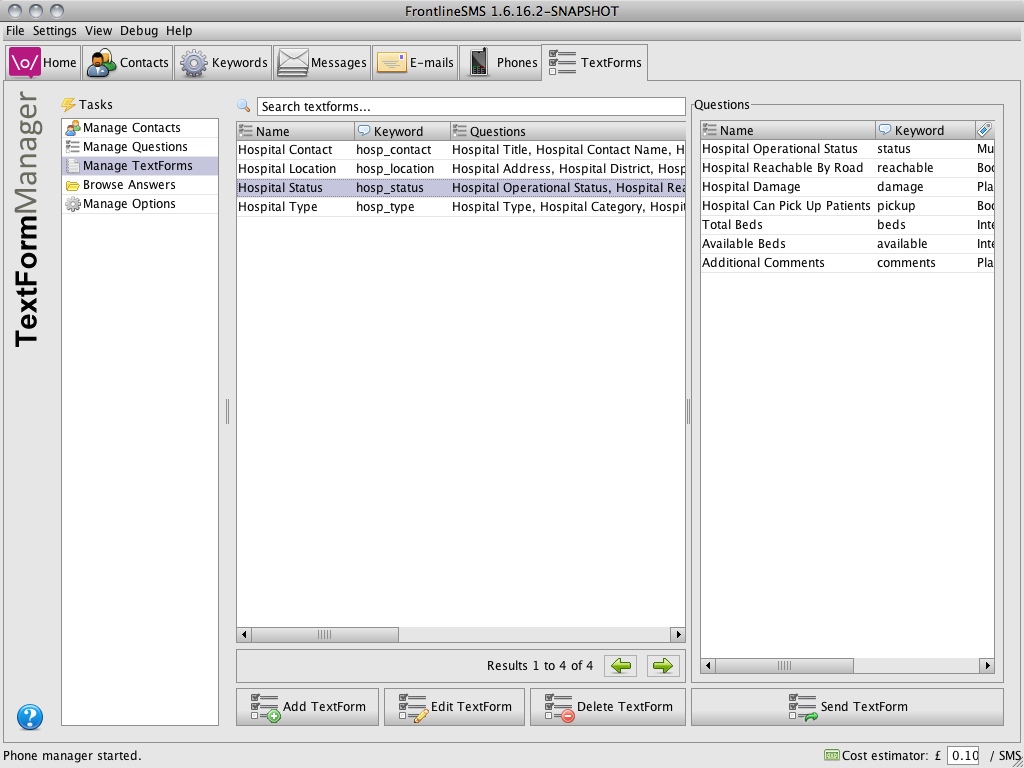 FrontlineSMS 1.6.16.2-SNAPSHOT
File Settings View Debug Help
\o/ Home Contacts Keywords Messages E-mails Phones TextForms
TextFormManager
Tasks
Manage Contacts
Manage Questions
Manage TextForms
Browse Answers
Manage Options
Search textforms...
Name Keyword Questions
Hospital Contact hosp_contact Hospital Title, Hospital Contact Name, H
Hospital Location hosp_location Hospital Address, Hospital District, Hosp
Hospital Status hosp_status Hospital Operational Status, Hospital Rea
Hospital Type hosp_type Hospital Type, Hospital Category, Hospit
Results 1 to 4 of 4
Add TextForm Edit TextForm Delete TextForm
Questions
Name Keyword
Hospital Operational Status status Mu
Hospital Reachable By Road reachable Boo
Hospital Damage damage Pla
Hospital Can Pick Up Patients pickup Boo
Total Beds beds Inte
Available Beds available Inte
Additional Comments comments Pla
Send TextForm
?
Phone manager started.
Cost estimator: £ 0.10 / SMS